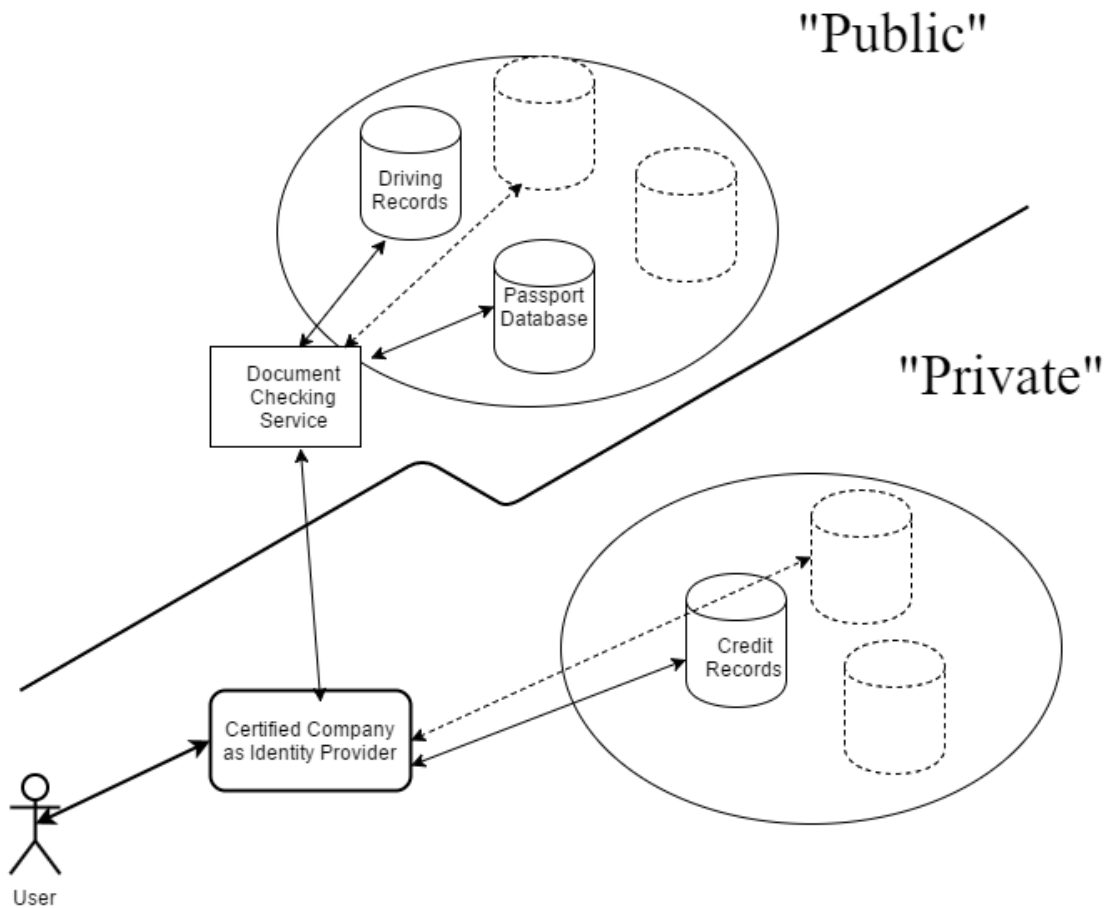 "Public"
Driving
Records
Passport
Database
Document
Checking
Service
"Private"
Credit
Records
Certified Company
as Identity Provider
User